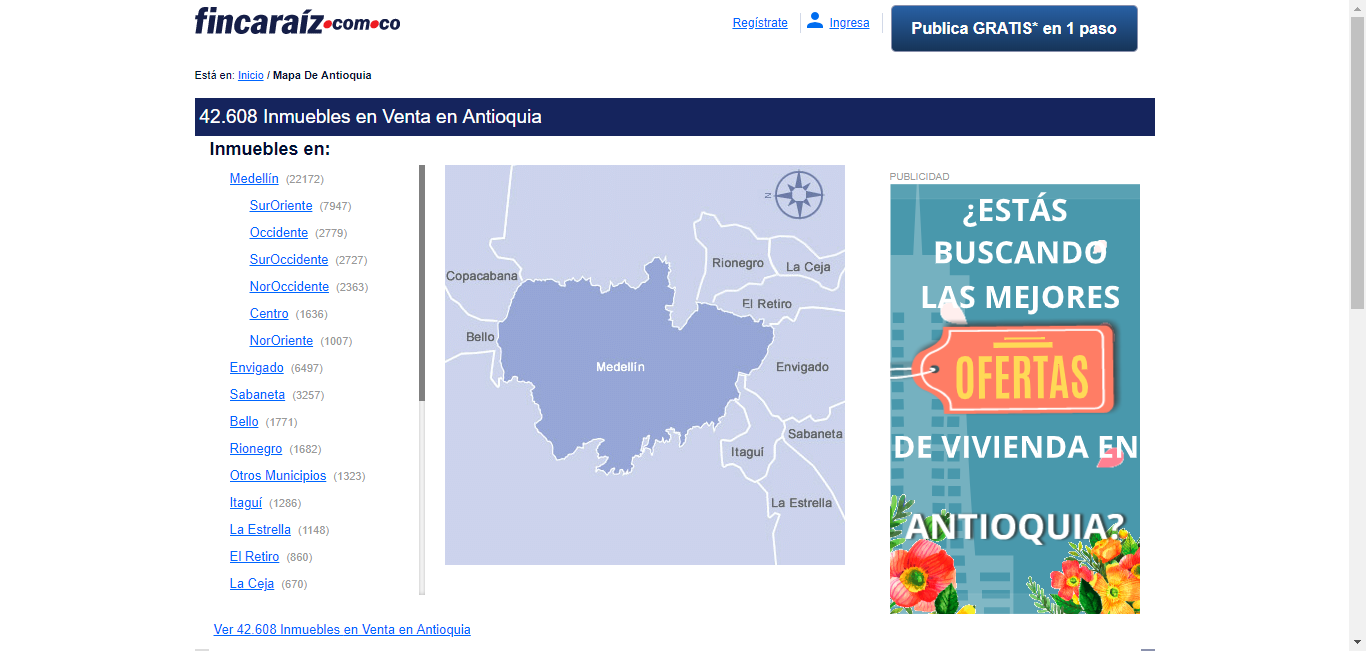 fincaraíz.com.co
Regístrate
Ingresa
Publica GRATIS* en 1 paso
Está en: Inicio / Mapa De Antioquia
42.608 Inmuebles en Venta en Antioquia
Inmuebles en:
Medellín (22172)
SurOriente (7947)
Occidente (2779)
SurOccidente (2727)
NorOccidente (2363)
Centro (1636)
NorOriente (1007)
Envigado (6497)
Sabaneta (3257)
Bello (1771)
Rionegro (1682)
Otros Municipios (1323)
Itaguí (1286)
La Estrella (1148)
El Retiro (860)
La Ceja (670)
Ver 42.608 Inmuebles en Venta en Antioquia
N
Rionegro
La Ceja
Copacabana
El Retiro
Bello
Medellín
Envigado
Sabaneta
Itaguí
La Estrella
PUBLICIDAD
¿ESTÁS
BUSCANDO
LAS MEJORES
OFERTAS
DE VIVIENDA EN
ANTIOQUIA?